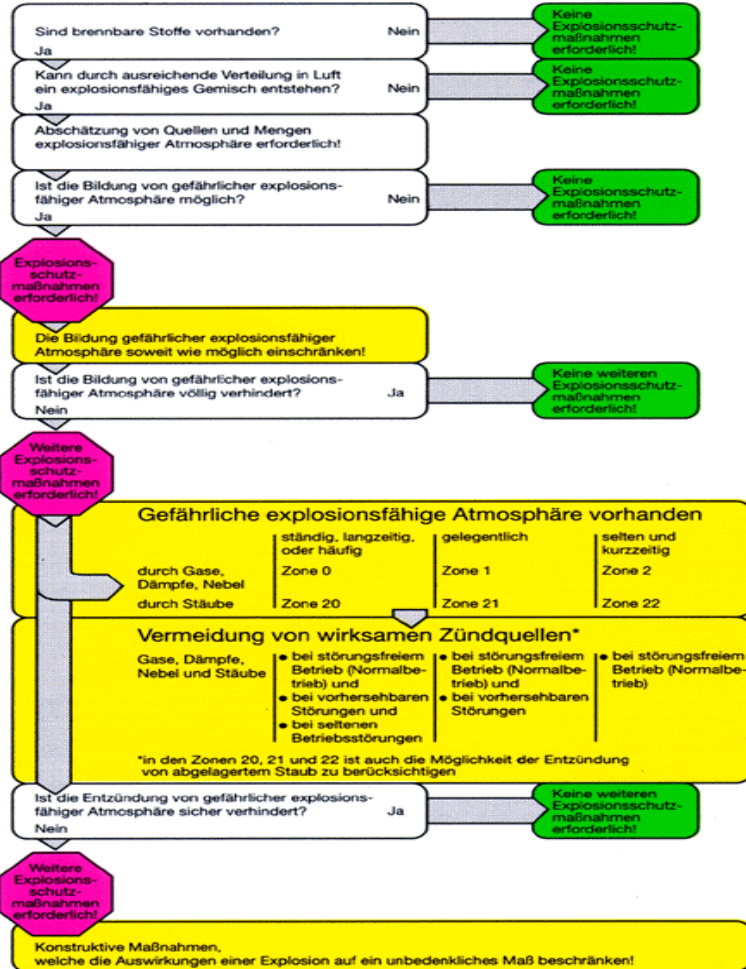 Sind brennbare Stoffe vorhanden? Nein
Ja
Keine
Explosionsschutz-
maßnahmen
erforderlich!
Kann durch ausreichende Verteilung in Luft
ein explosionsfähiges Gemisch entstehen? Nein
Ja
Keine
Explosionsschutz-
maßnahmen
erforderlich!
Abschätzung von Quellen und Mengen
explosionsfähiger Atmosphäre erforderlich!
Ist die Bildung von gefährlicher explosions-
fähiger Atmosphäre möglich? Nein
Ja
Keine
Explosionsschutz-
maßnahmen
erforderlich!
Explosions-
schutz-
maßnahmen
erforderlich!
Die Bildung gefährlicher explosionsfähiger
Atmosphäre soweit wie möglich einschränken!
Ist die Bildung von gefährlicher explosions-
fähiger Atmosphäre völlig verhindert? Ja
Nein
Keine weiteren
Explosionsschutz-
maßnahmen
erforderlich!
Weitere
Explosions-
schutz-
maßnahmen
erforderlich!
Gefährliche explosionsfähige Atmosphäre vorhanden
ständig, langzeitig,
oder häufig
gelegentlich
selten und
kurzzeitig
durch Gase,
Dämpfe, Nebel
Zone 0
Zone 1
Zone 2
durch Stäube
Zone 20
Zone 21
Zone 22
Vermeidung von wirksamen Zündquellen*
Gase, Dämpfe,
Nebel und Stäube
• bei störungsfreiem
Betrieb (Normalbe-
trieb) und
• bei vorhersehbaren
Störungen und
• bei seltenen
Betriebsstörungen
• bei störungsfreiem
Betrieb (Normalbe-
trieb) und
• bei vorhersehbaren
Störungen
• bei störungsfreiem
Betrieb (Normalbe-
trieb)
*in den Zonen 20, 21 und 22 ist auch die Möglichkeit der Entzündung
von abgelagertem Staub zu berücksichtigen
Ist die Entzündung von gefährlicher explosions-
fähiger Atmosphäre sicher verhindert? Ja
Nein
Keine weiteren
Explosionsschutz-
maßnahmen
erforderlich!
Weitere
Explosions-
schutz-
maßnahmen
erforderlich!
Konstruktive Maßnahmen,
welche die Auswirkungen einer Explosion auf ein unbedenkliches Maß beschränken!